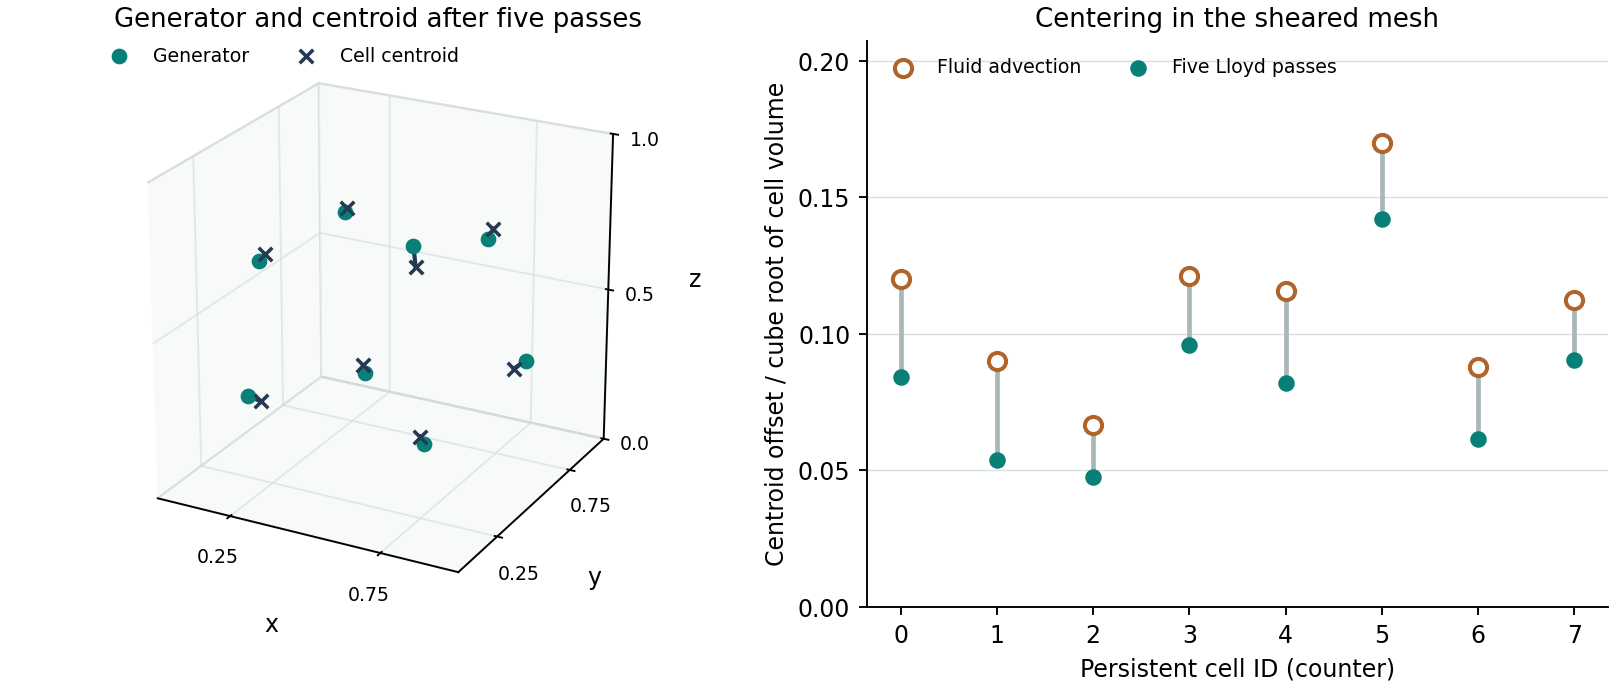 Generator and centroid after five passes
Generator
Cell centroid
1.0
0.5
0.0
z
0.75
0.25
y
0.25
0.75
x
Centering in the sheared mesh
Fluid advection
Five Lloyd passes
Centroid offset / cube root of cell volume
0.20
0.15
0.10
0.05
0.00
0 1 2 3 4 5 6 7
Persistent cell ID (counter)